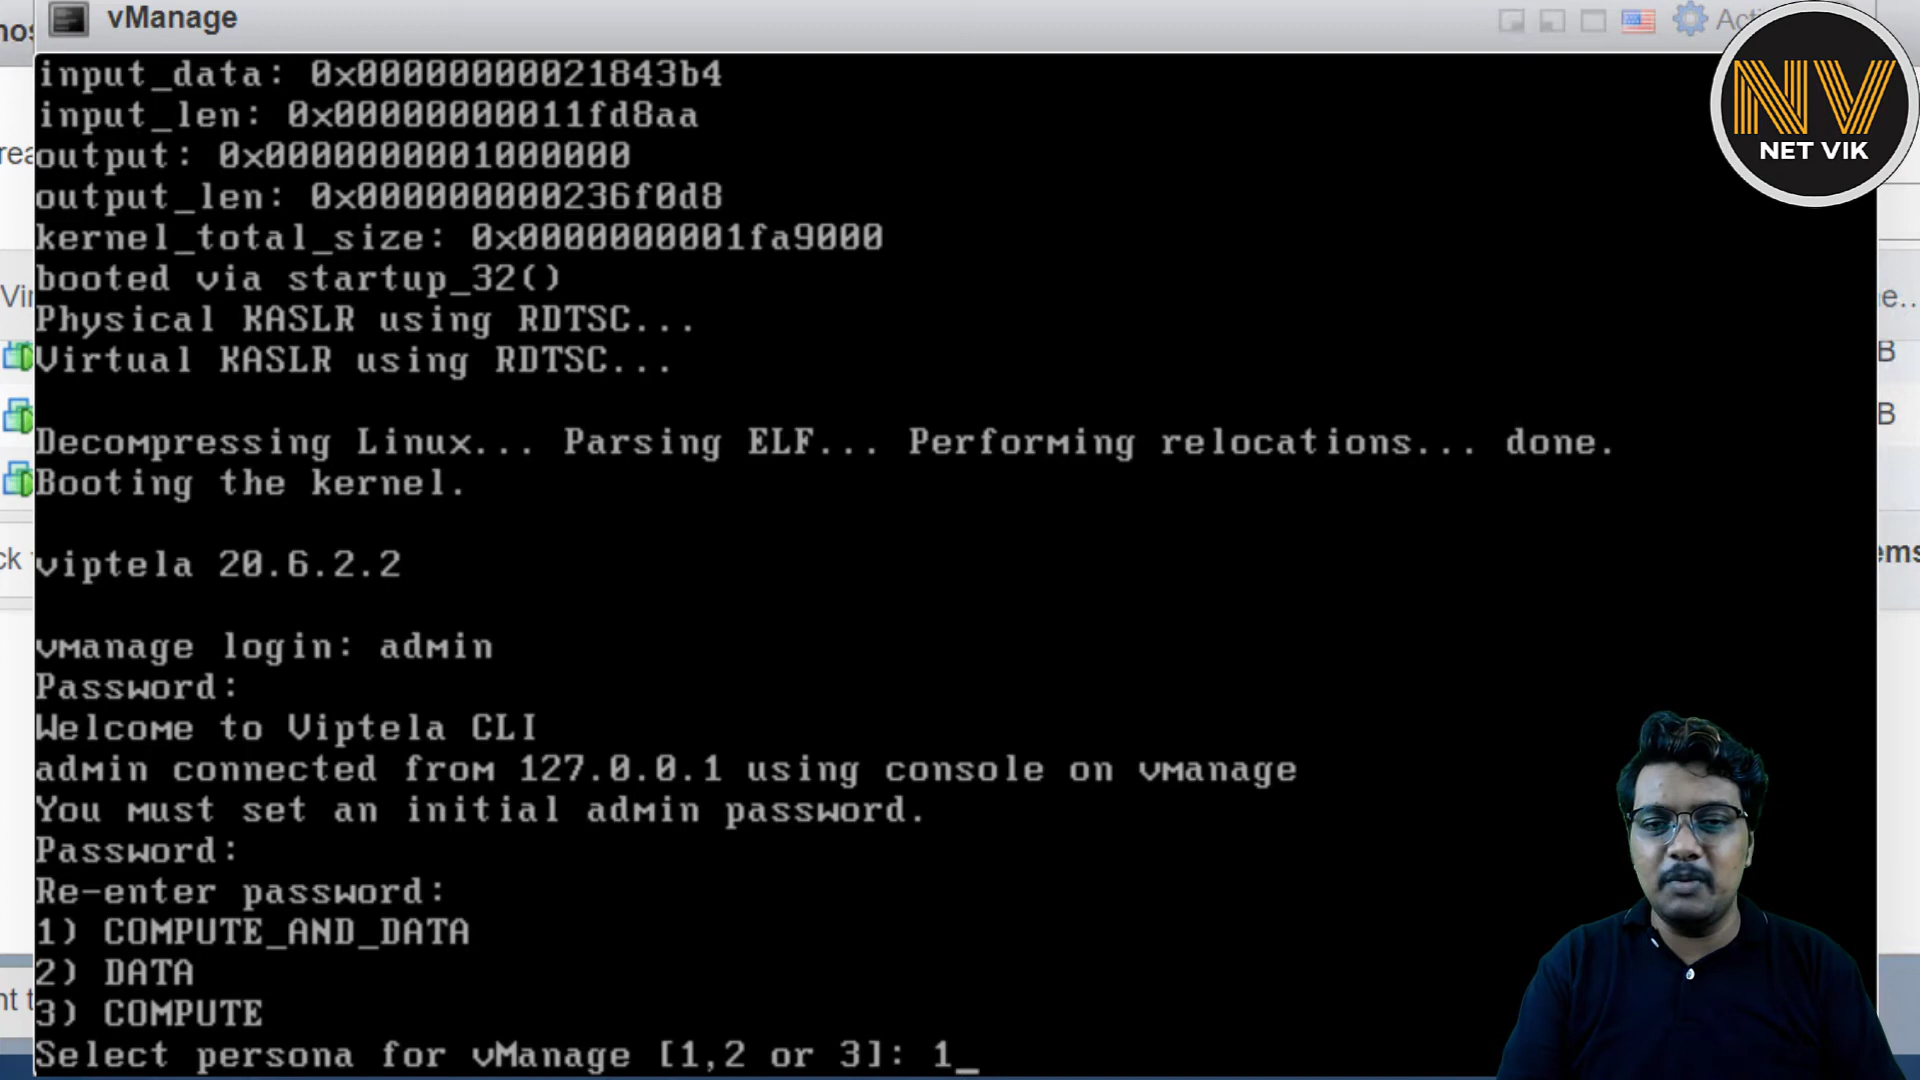 vManage
input_data: 0x00000000021843b4
input_len: 0x00000000011fd8aa
output: 0x0000000001000000
output_len: 0x000000000236f0d8
kernel_total_size: 0x0000000001fa9000
booted via startup_32()
Physical KASLR using RDTSC...
Virtual KASLR using RDTSC...
Decompressing Linux... Parsing ELF... Performing relocations... done.
Booting the kernel.
viptela 20.6.2.2
vmanage login: admin
Password:
Welcome to Viptela CLI
admin connected from 127.0.0.1 using console on vmanage
You must set an initial admin password.
Password:
Re-enter password:
1) COMPUTE_AND_DATA
2) DATA
3) COMPUTE
Select persona for vManage [1,2 or 3]: 1_
NV
NET VIK